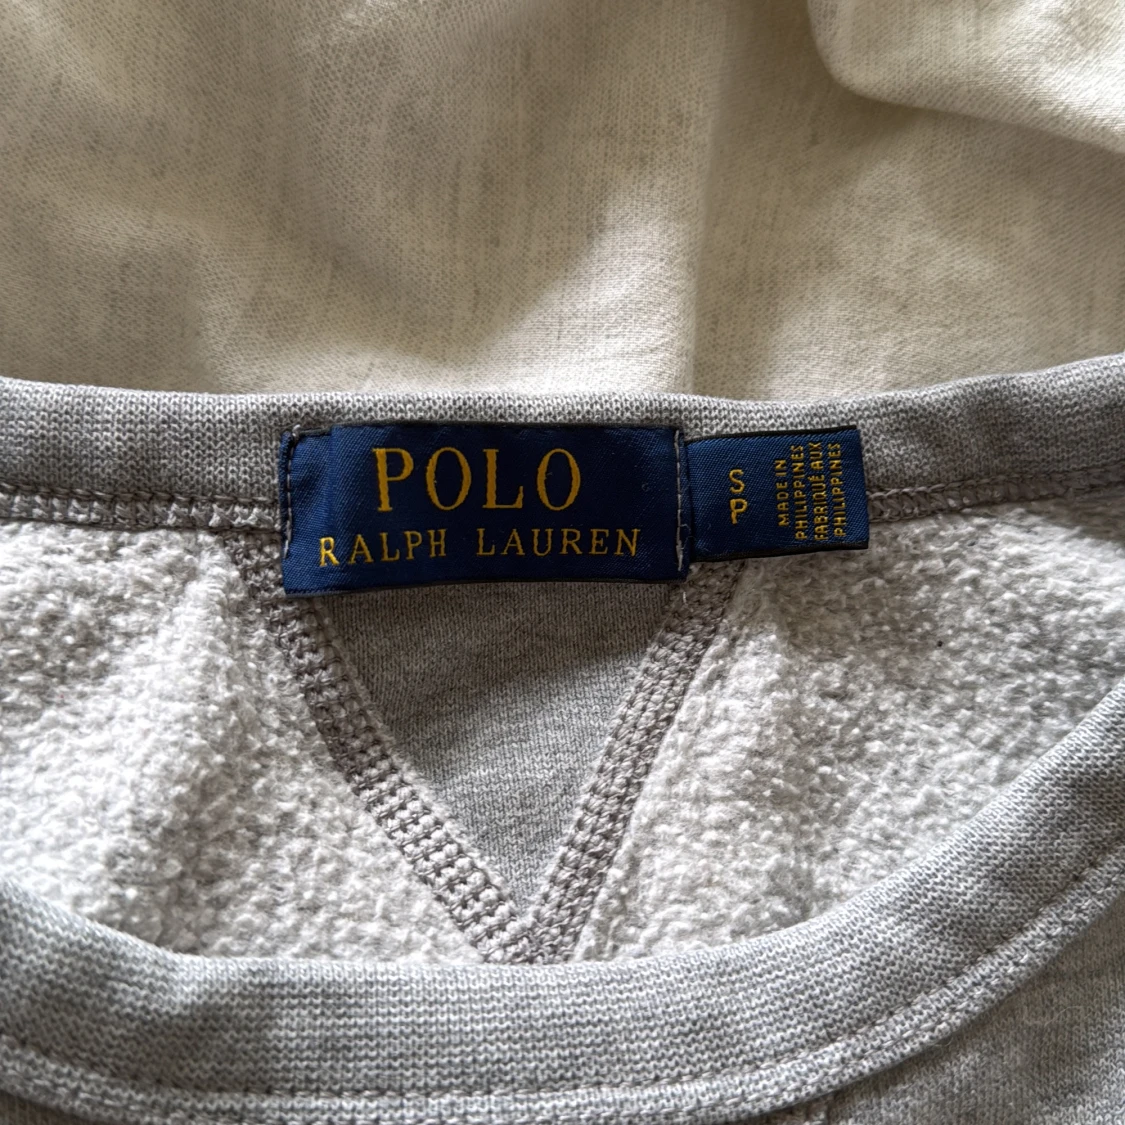 POLO
RALPH LAUREN
S
P
MADE IN
PHILIPPINES
FABRIQUÉ AUX
PHILIPPINES